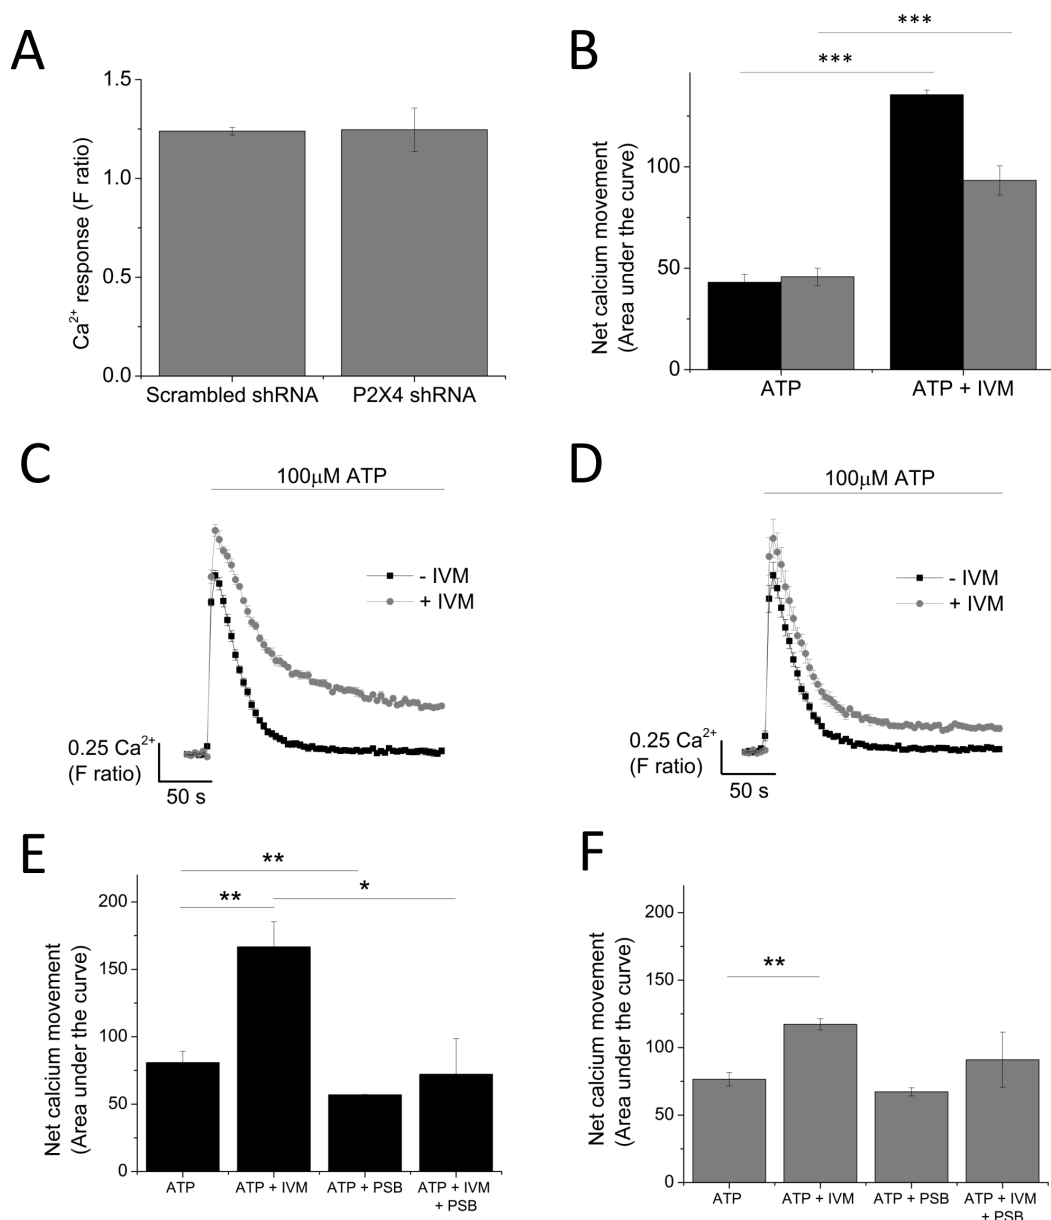 A
Ca²⁺ response (F ratio)
1.5
1.0
0.5
0.0
Scrambled shRNA
P2X4 shRNA
B
Net calcium movement
(Area under the curve)
***
***
100
50
0
ATP
ATP + IVM
C
100μM ATP
- IVM
+ IVM
0.25 Ca²⁺
(F ratio)
50 s
D
100μM ATP
- IVM
+ IVM
0.25 Ca²⁺
(F ratio)
50 s
E
Net calcium movement
(Area under the curve)
**
**
*
200
150
100
50
0
ATP
ATP + IVM
ATP + PSB
ATP + IVM
+ PSB
F
Net calcium movement
(Area under the curve)
**
200
150
100
50
0
ATP
ATP + IVM
ATP + PSB
ATP + IVM
+ PSB